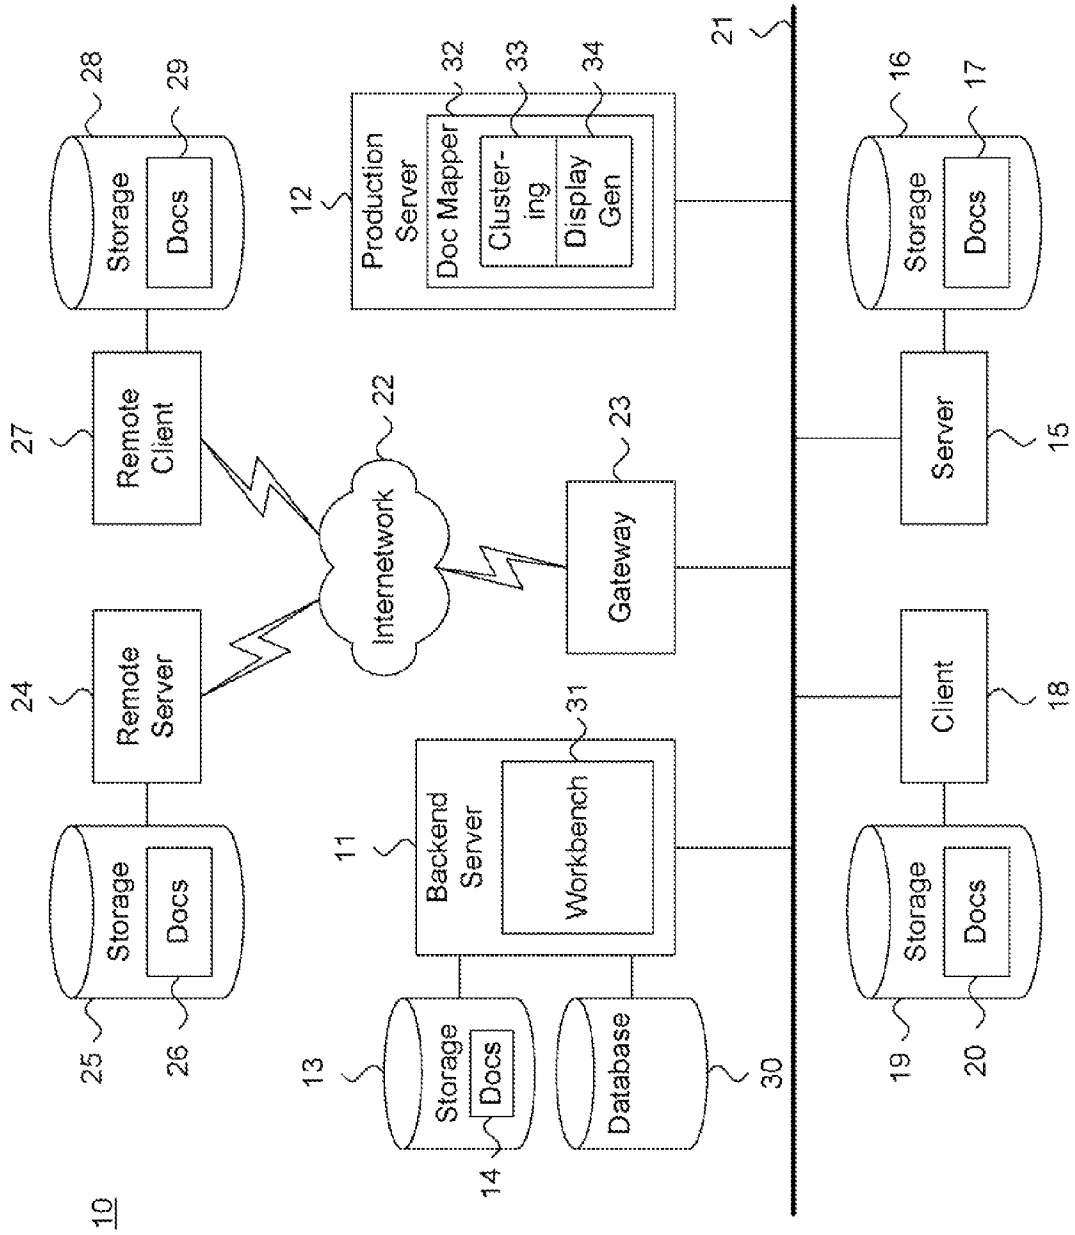 10
25
26
Storage
Docs
24
Remote
Server
27
Remote
Client
28
29
Storage
Docs
13
14
Storage
Docs
Database
30
11
Backend
Server
Workbench
31
Internetwork
22
Gateway
23
12
Production
Server
Doc Mapper
32
Cluster-
ing
33
Display
Gen
34
21
19
20
Storage
Docs
Client
18
Server
15
16
17
Storage
Docs